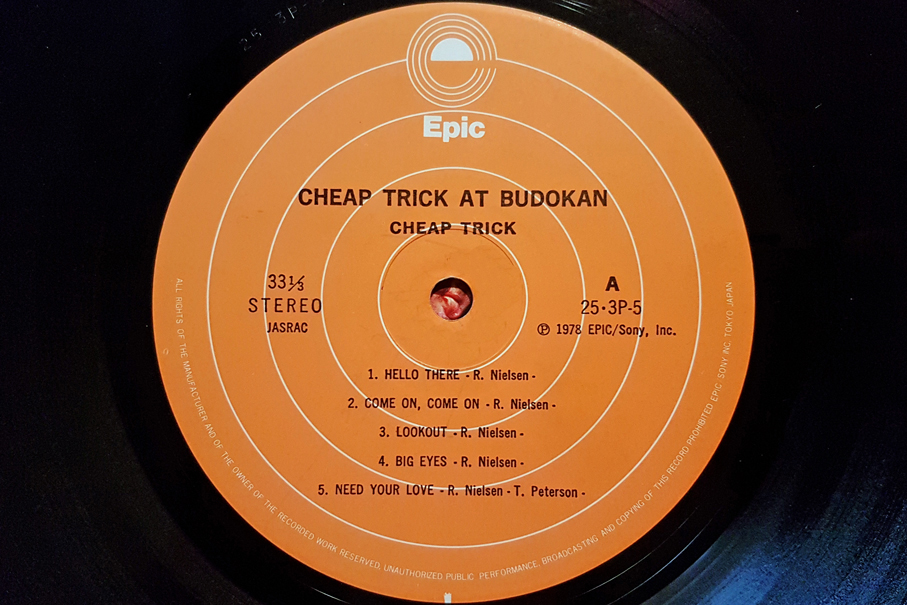 25 3P-
Epic
CHEAP TRICK AT BUDOKAN
CHEAP TRICK
33⅓
STEREO
JASRAC
A
25・3P-5
Ⓟ 1978 EPIC/Sony, Inc.
1. HELLO THERE - R. Nielsen -
2. COME ON, COME ON - R. Nielsen -
3. LOOKOUT - R. Nielsen -
4. BIG EYES - R. Nielsen -
5. NEED YOUR LOVE - R. Nielsen - T. Peterson -
ALL RIGHTS OF THE MANUFACTURER AND OF THE OWNER OF THE RECORDED WORK RESERVED, UNAUTHORIZED PUBLIC PERFORMANCE, BROADCASTING AND COPYING OF THIS RECORD PROHIBITED EPIC/SONY INC. TOKYO JAPAN